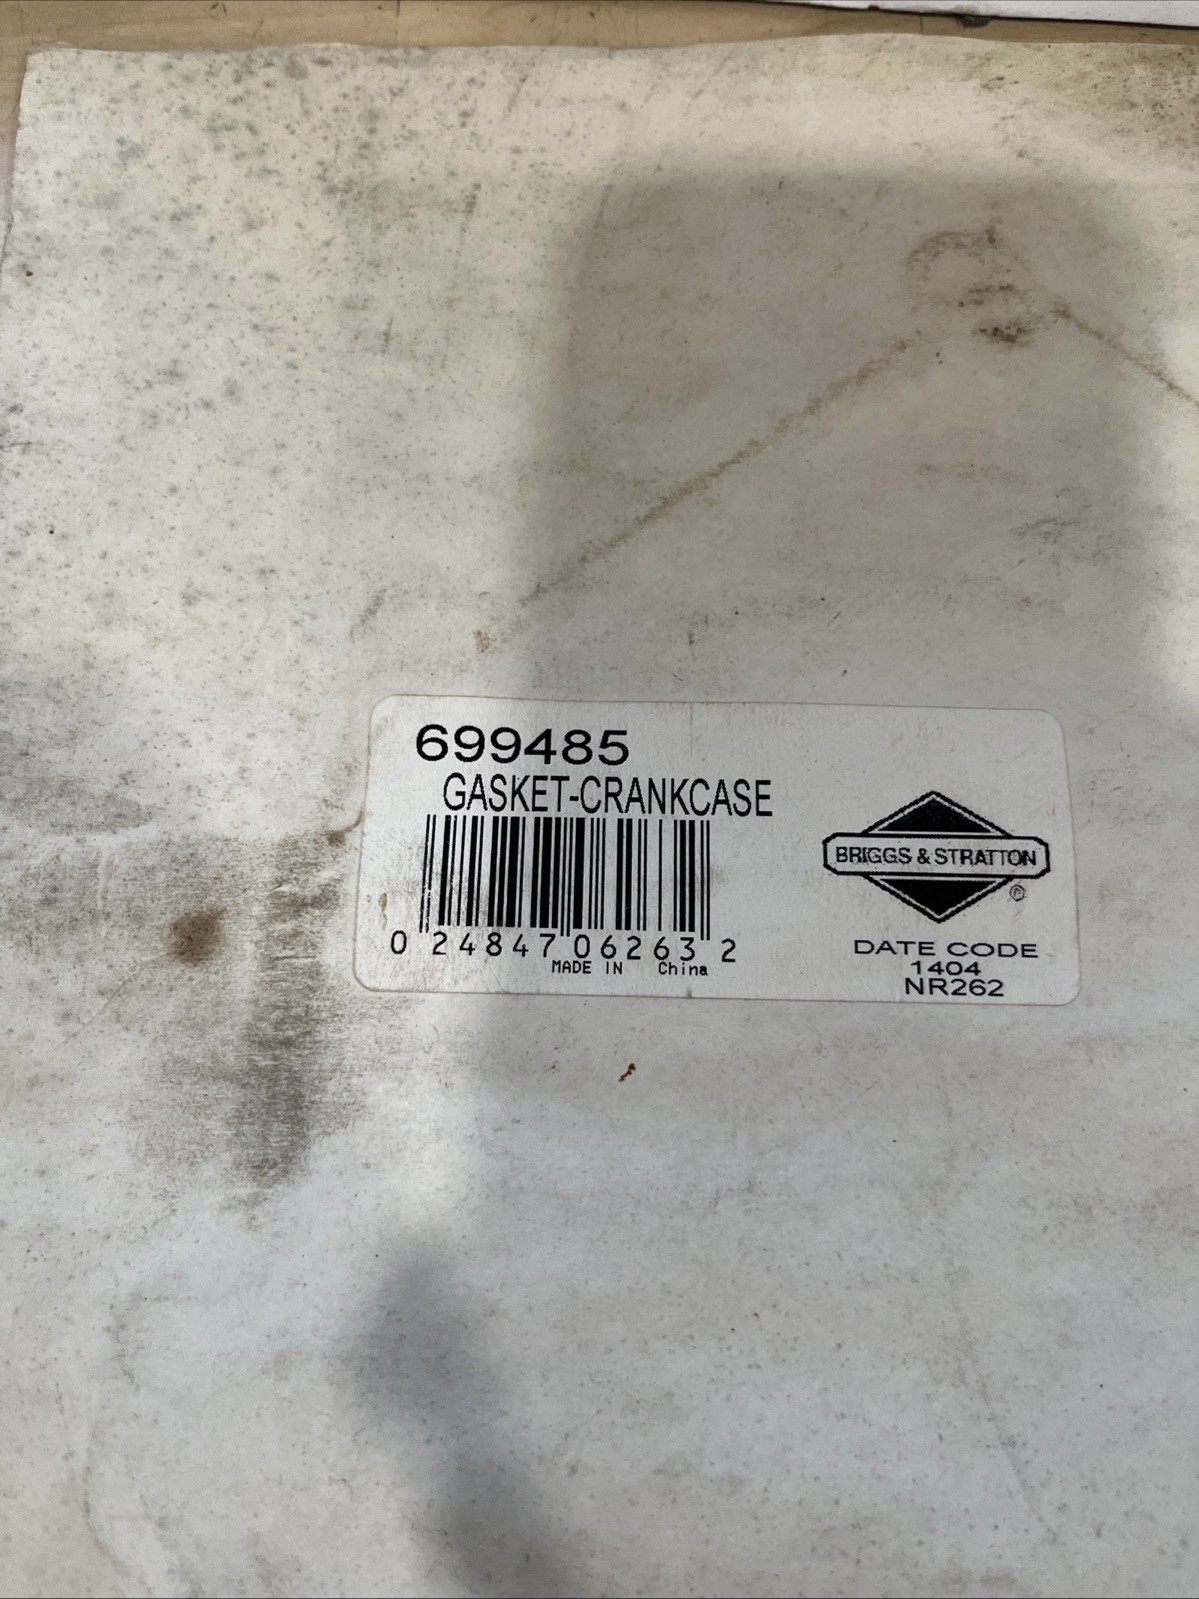 699485
GASKET-CRANKCASE
0 24847 06263 2
MADE IN China
BRIGGS & STRATTON
®
DATE CODE
1404
NR262